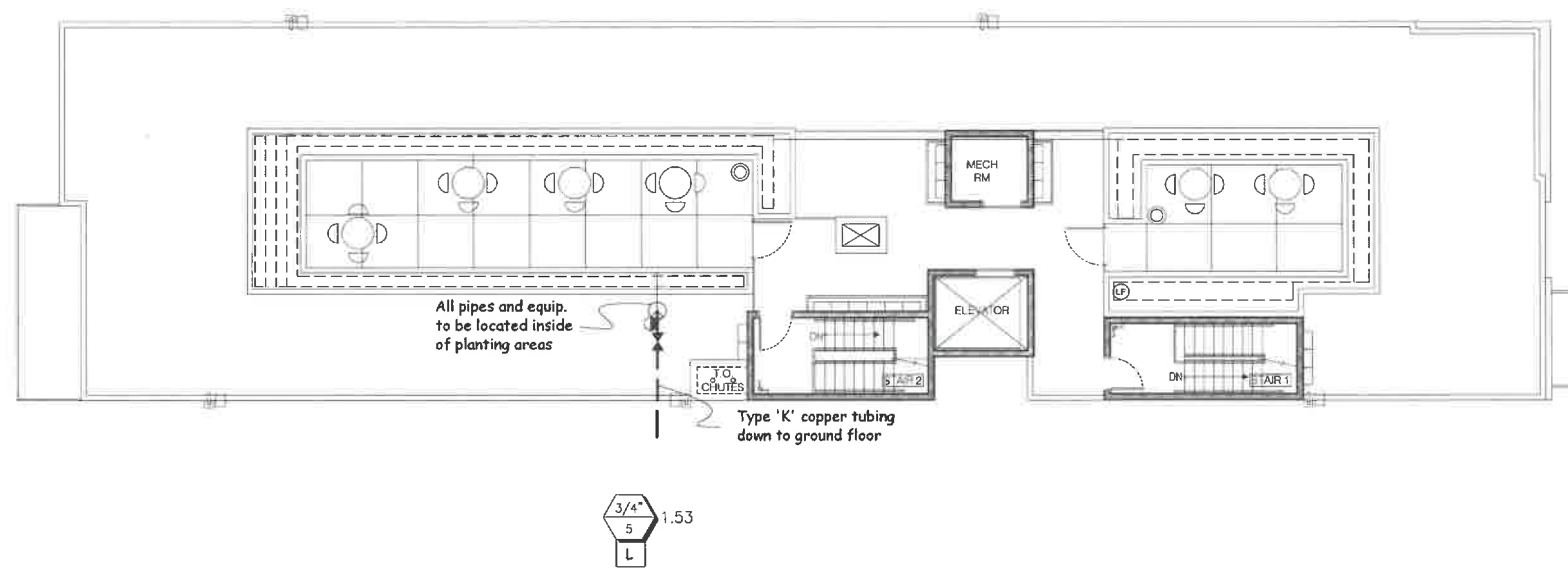 MECH
RM
LF
All pipes and equip.
to be located inside
of planting areas
ELEVATOR
DN
T.O.
CHUTES
STAIR 2
DN
STAIR 1
Type 'K' copper tubing
down to ground floor
3/4"
5
L
1.53